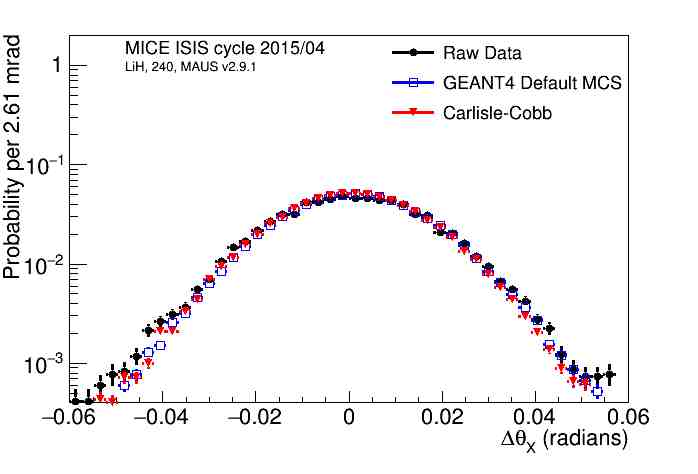 MICE ISIS cycle 2015/04
LiH, 240, MAUS v2.9.1
Raw Data
GEANT4 Default MCS
Carlisle-Cobb
Probability per 2.61 mrad
1
10⁻¹
10⁻²
10⁻³
−0.06 −0.04 −0.02 0 0.02 0.04 0.06
Δθ_X (radians)